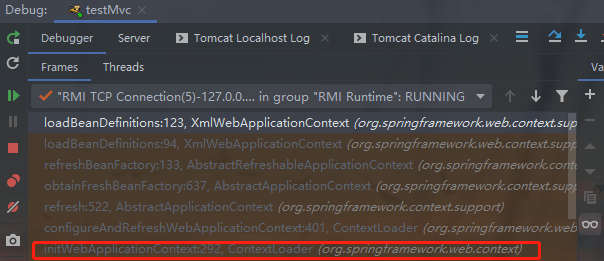 Debug: testMvc
Debugger Server Tomcat Localhost Log Tomcat Catalina Log
Frames Threads Va
"RMI TCP Connection(5)-127.0.0.... in group "RMI Runtime": RUNNING
loadBeanDefinitions:123, XmlWebApplicationContext (org.springframework.web.context.supp
loadBeanDefinitions:94, XmlWebApplicationContext (org.springframework.web.context.supp
refreshBeanFactory:133, AbstractRefreshableApplicationContext (org.springframework.conte
obtainFreshBeanFactory:637, AbstractApplicationContext (org.springframework.context.supp
refresh:522, AbstractApplicationContext (org.springframework.context.support)
configureAndRefreshWebApplicationContext:401, ContextLoader (org.springframework.web
initWebApplicationContext:292, ContextLoader (org.springframework.web.context)